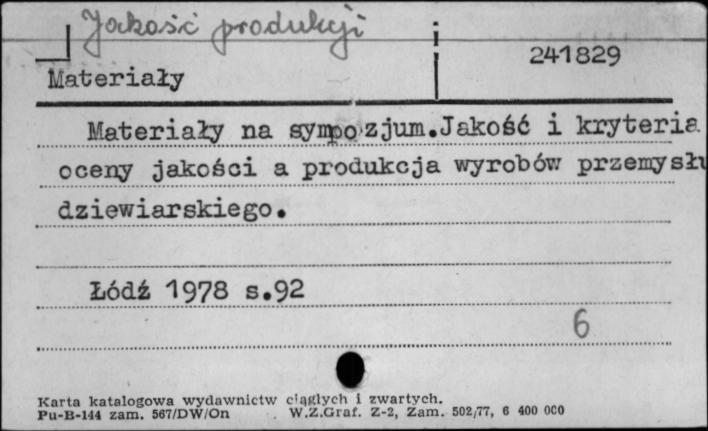 Jakość produkcji
241829
Materiały
Materiały na sympozjum.Jakość i kryteria
oceny jakości a produkcja wyrobów przemysłu
dziewiarskiego.
Łódź 1978 s.92
6
Karta katalogowa wydawnictw ciągłych i zwartych.
Pu-B-144 zam. 567/DW/On W.Z.Graf. Z-2, Zam. 502/77, 6 400 000